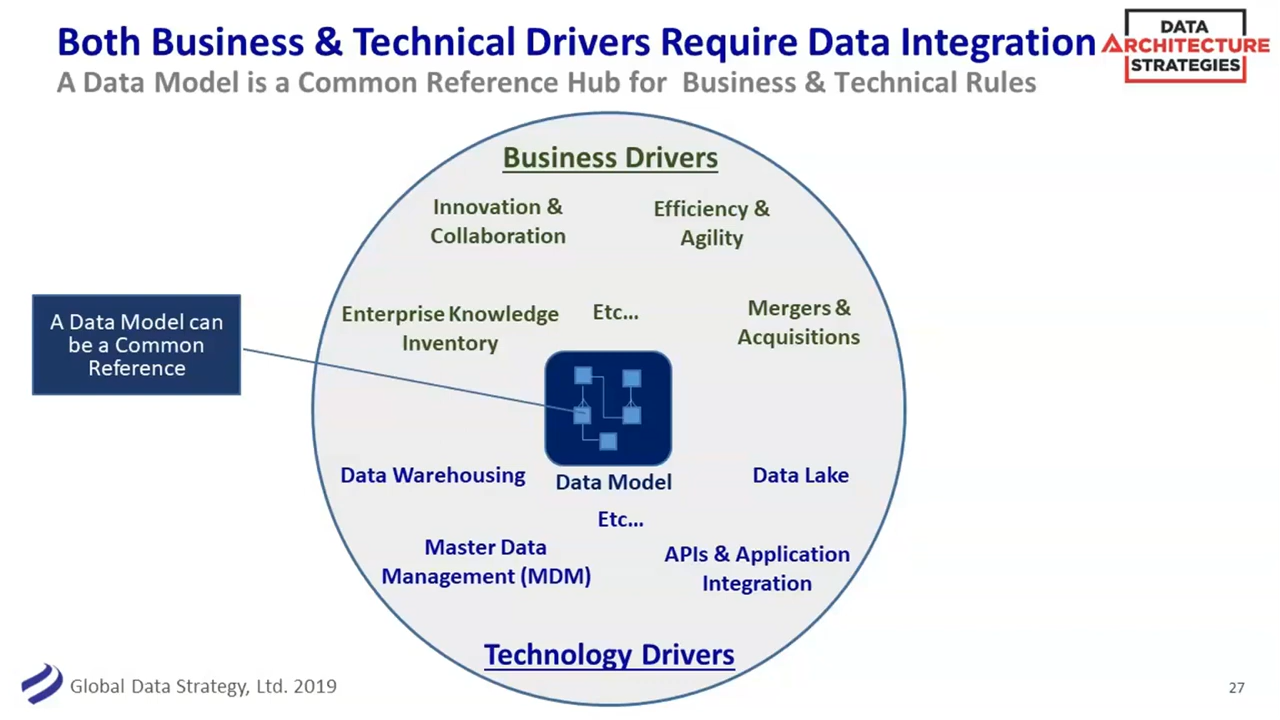 Both Business & Technical Drivers Require Data Integration
DATA
ARCHITECTURE
STRATEGIES
A Data Model is a Common Reference Hub for Business & Technical Rules
Business Drivers
Innovation &
Collaboration
Efficiency &
Agility
Enterprise Knowledge
Inventory
Etc...
Mergers &
Acquisitions
A Data Model can
be a Common
Reference
Data Warehousing
Data Model
Data Lake
Etc...
Master Data
Management (MDM)
APIs & Application
Integration
Technology Drivers
Global Data Strategy, Ltd. 2019
27